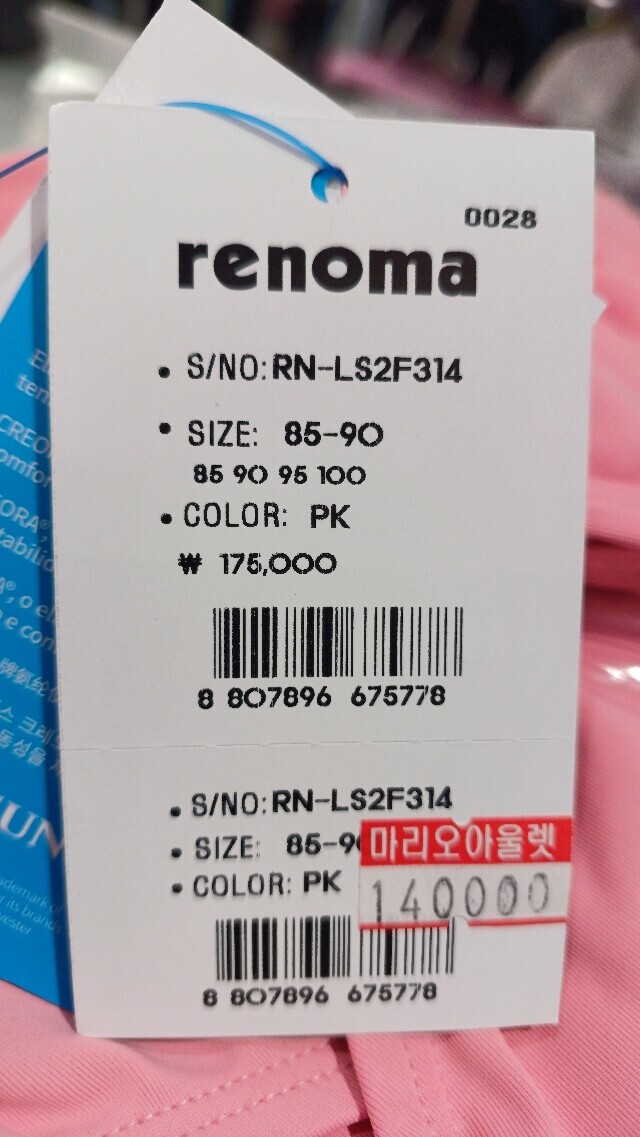 0028
renoma
• S/NO: RN-LS2F314
• SIZE: 85-90
85 90 95 100
• COLOR: PK
₩ 175,000
8 807896 675778
• S/NO: RN-LS2F314
• SIZE: 85-9
마리오아울렛
• COLOR: PK
140000
8 807896 675778